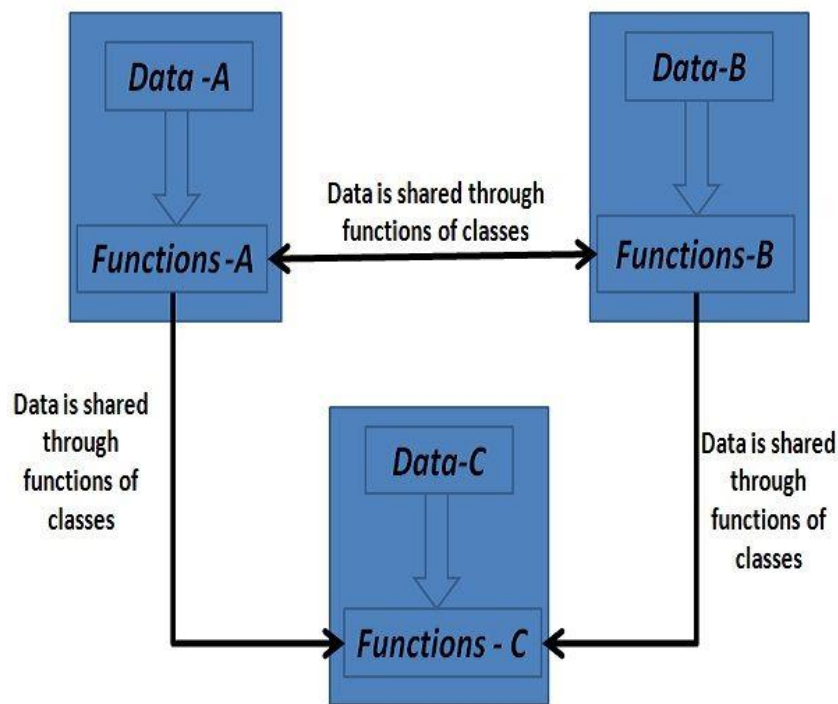 Data -A
Data-B
Data is shared through
functions of classes
Functions -A
Functions-B
Data is shared
through
functions of
classes
Data-C
Functions - C
Data is shared
through
functions of
classes